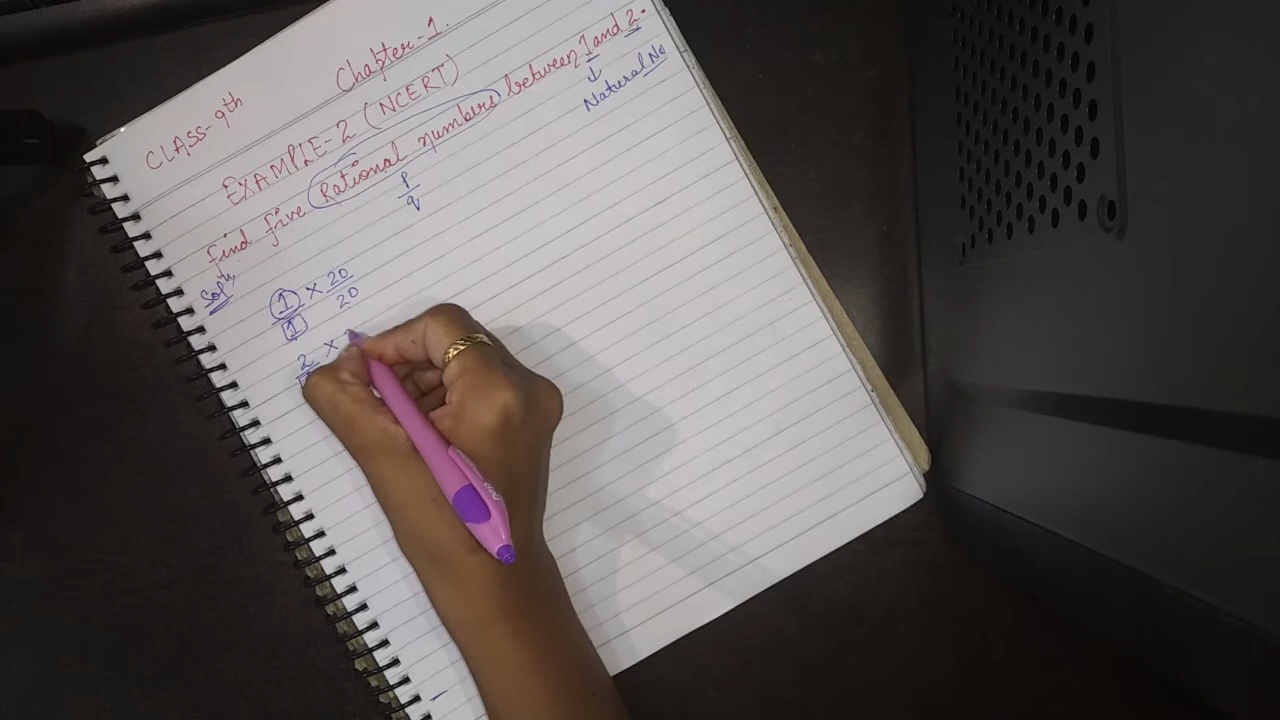 Chapter-1.
CLASS-9th
EXAMPLE-2 (NCERT)
Find five Rational numbers between 1 and 2.
Natural No
p/q
Solⁿ,
1/1 × 20/20
2 ×